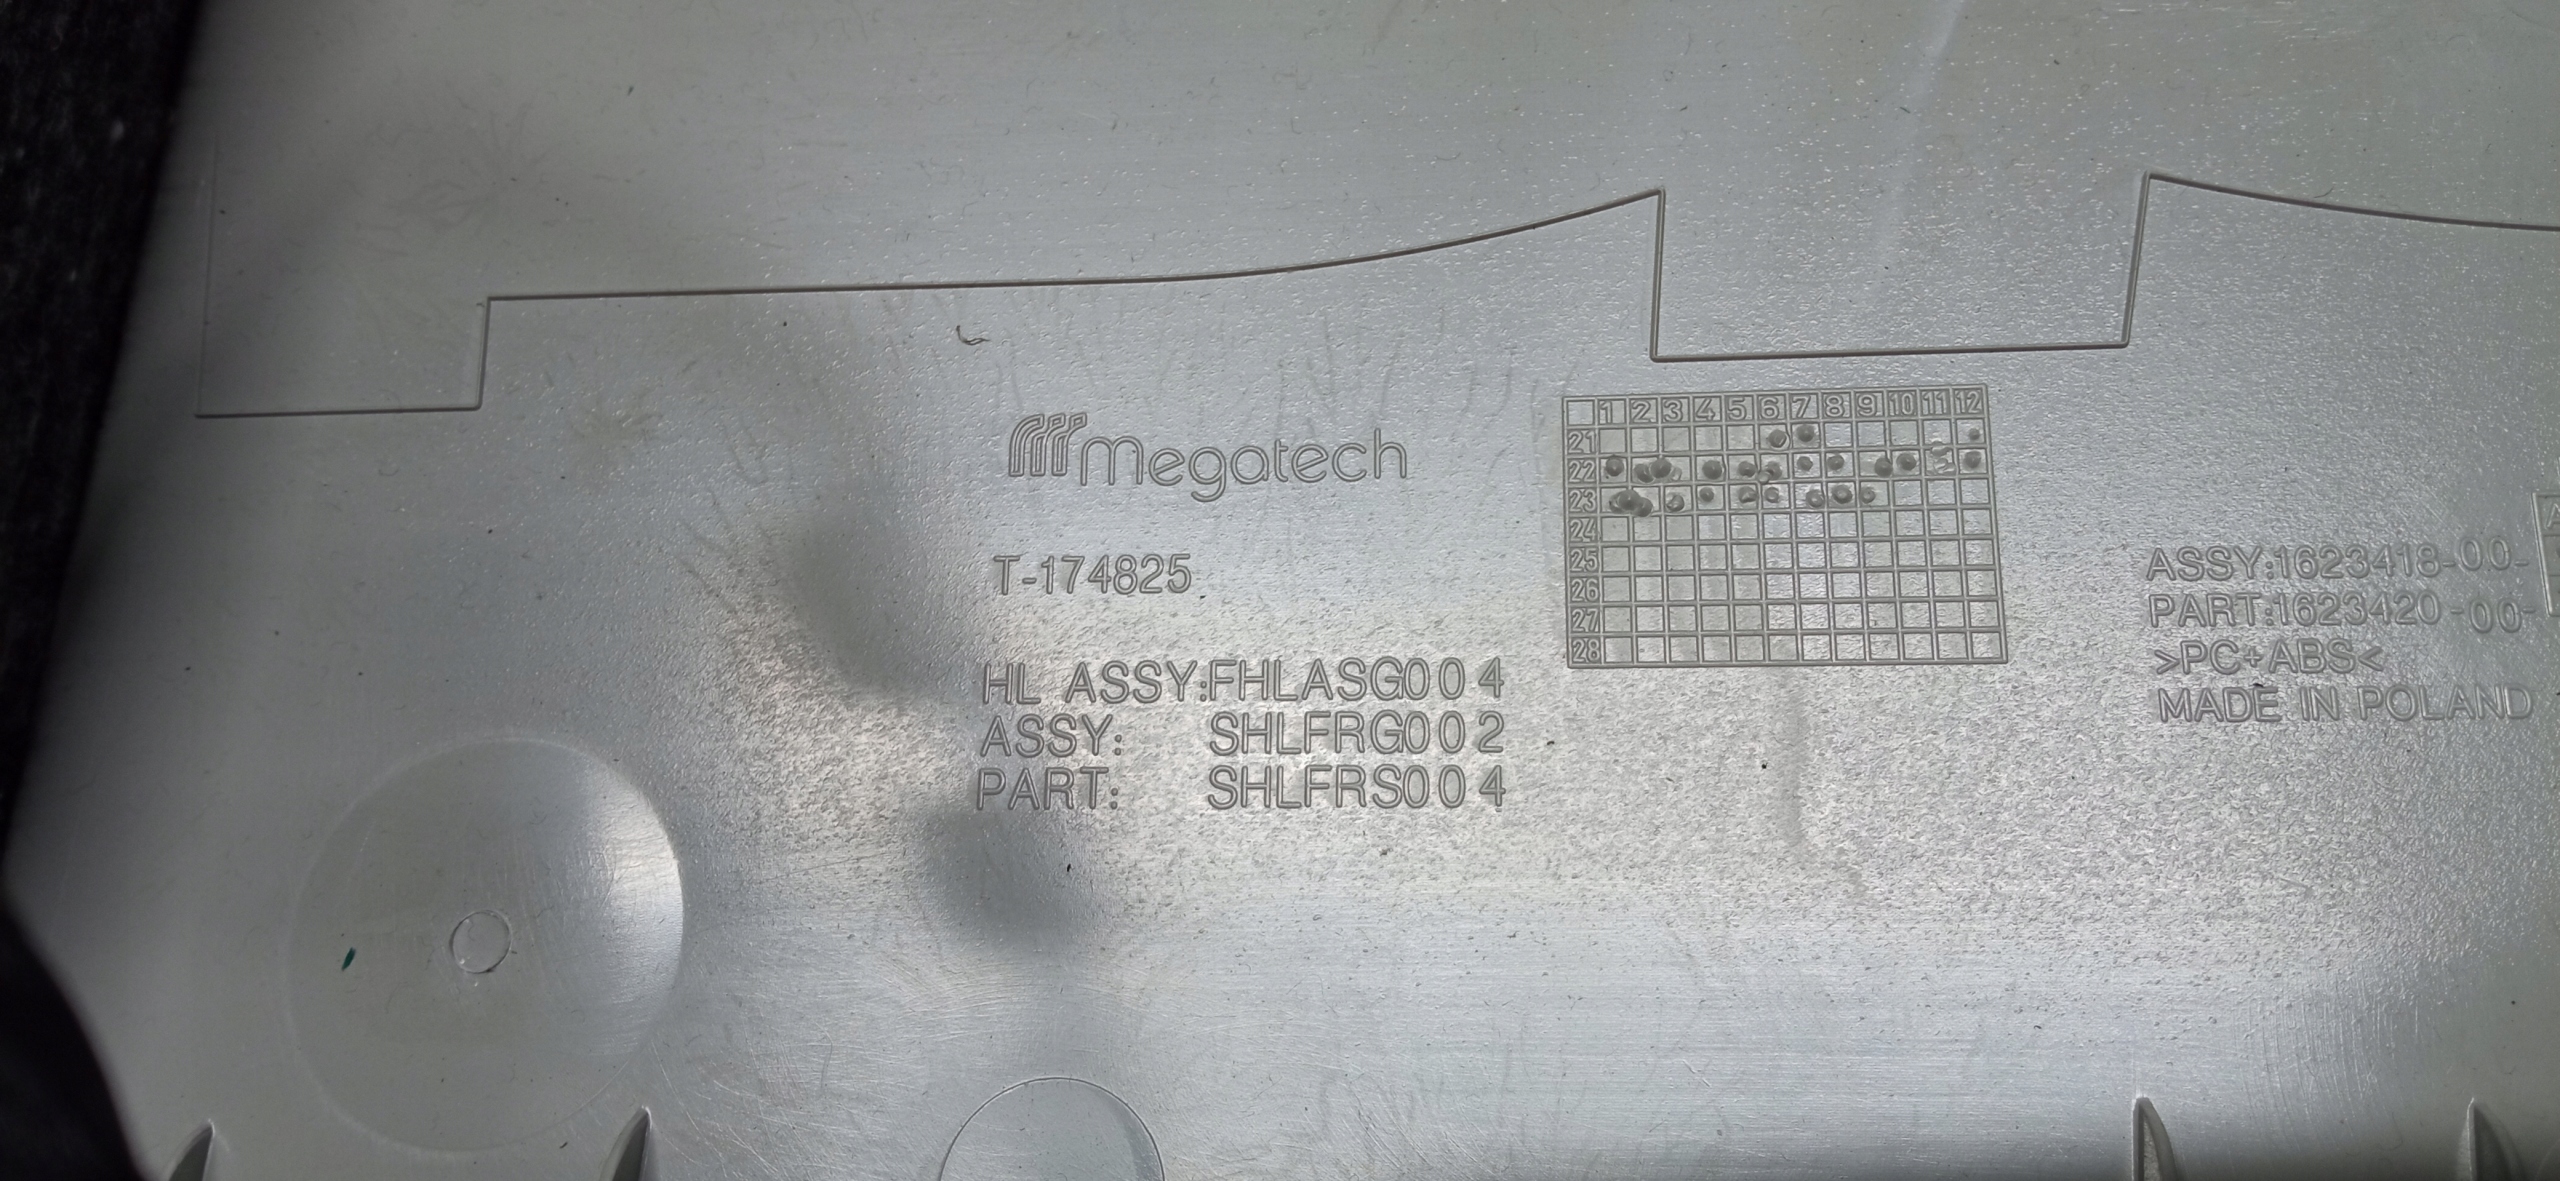 Megatech
T-174825
HL ASSY:FHLASG004
ASSY: SHLFRG002
PART: SHLFRS004
1 2 3 4 5 6 7 8 9 10 11 12
21
22
23
24
25
26
27
28
ASSY:1623418-00-
PART:1623420-00-
>PC+ABS<
MADE IN POLAND